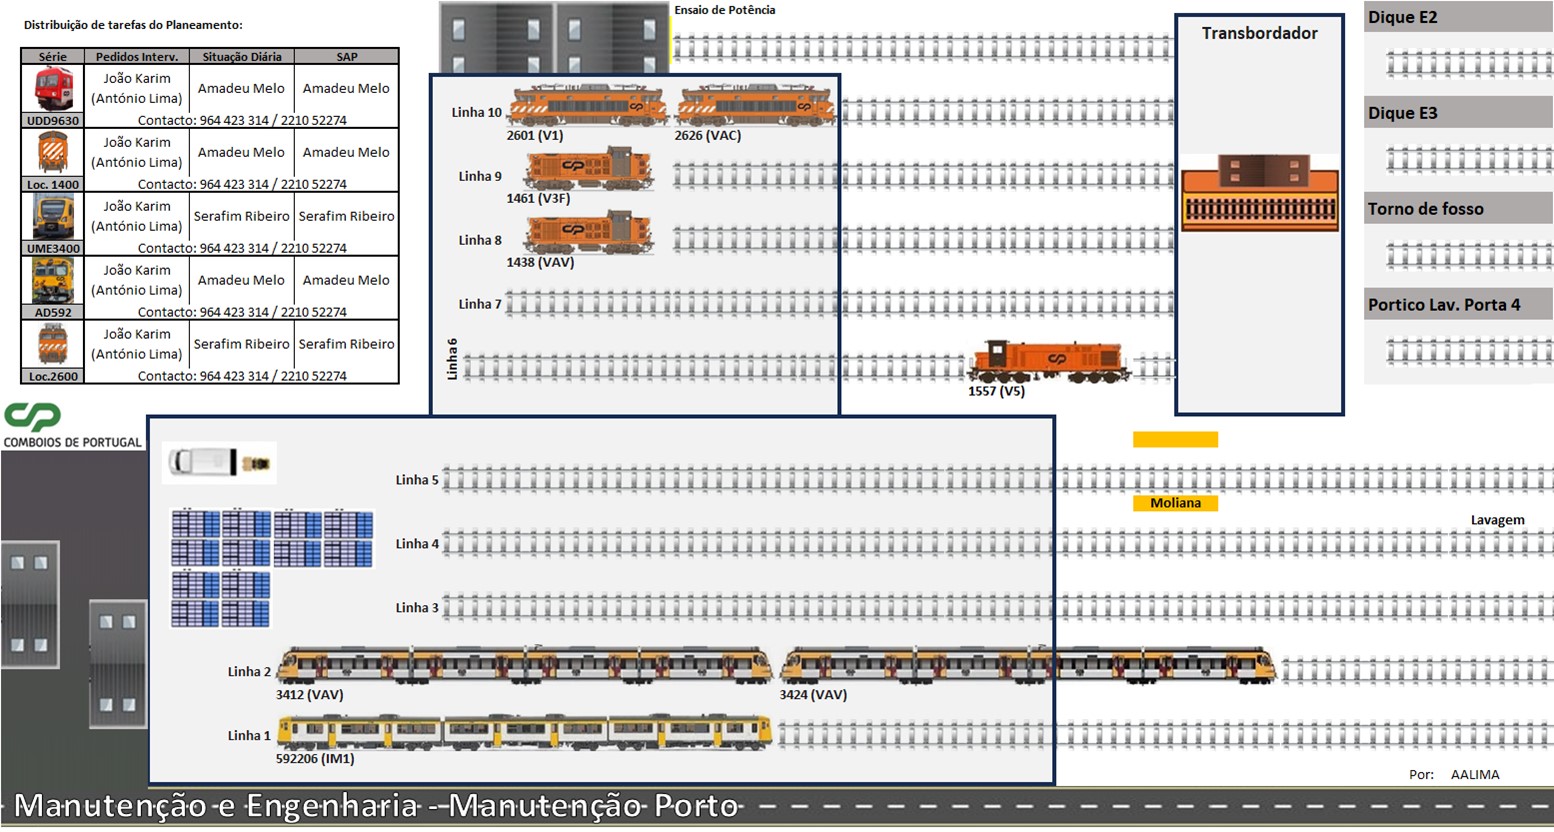 Distribuição de tarefas do Planeamento:
Série Pedidos Interv. Situação Diária SAP
João Karim
(António Lima) Amadeu Melo Amadeu Melo
UDD9630 Contacto: 964 423 314 / 2210 52274
João Karim
(António Lima) Amadeu Melo Amadeu Melo
Loc. 1400 Contacto: 964 423 314 / 2210 52274
João Karim
(António Lima) Serafim Ribeiro Serafim Ribeiro
UME3400 Contacto: 964 423 314 / 2210 52274
João Karim
(António Lima) Amadeu Melo Amadeu Melo
AD592 Contacto: 964 423 314 / 2210 52274
João Karim
(António Lima) Serafim Ribeiro Serafim Ribeiro
Loc.2600 Contacto: 964 423 314 / 2210 52274
CP
COMBOIOS DE PORTUGAL
Ensaio de Potência
Linha 10
2601 (V1) 2626 (VAC)
Linha 9
1461 (V3F)
Linha 8
1438 (VAV)
Linha 7
Linha 6
1557 (V5)
Transbordador
Dique E2
Dique E3
Torno de fosso
Portico Lav. Porta 4
Linha 5
Moliana
Lavagem
Linha 4
Linha 3
Linha 2
3412 (VAV) 3424 (VAV)
Linha 1
592206 (IM1)
Por: AALIMA
Manutenção e Engenharia - Manutenção Porto